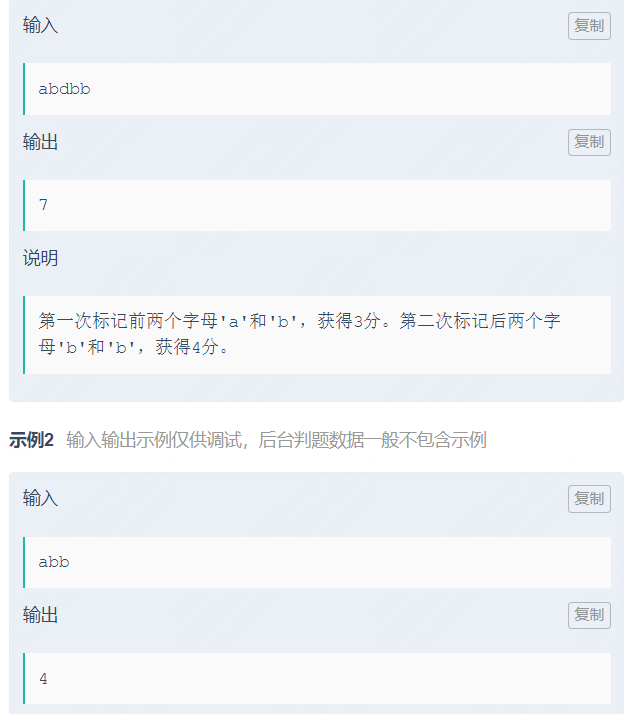 输入
复制
abdbb
输出
复制
7
说明
第一次标记前两个字母'a'和'b'，获得3分。第二次标记后两个字
母'b'和'b'，获得4分。
示例2 输入输出示例仅供调试，后台判题数据一般不包含示例
输入
复制
abb
输出
复制
4